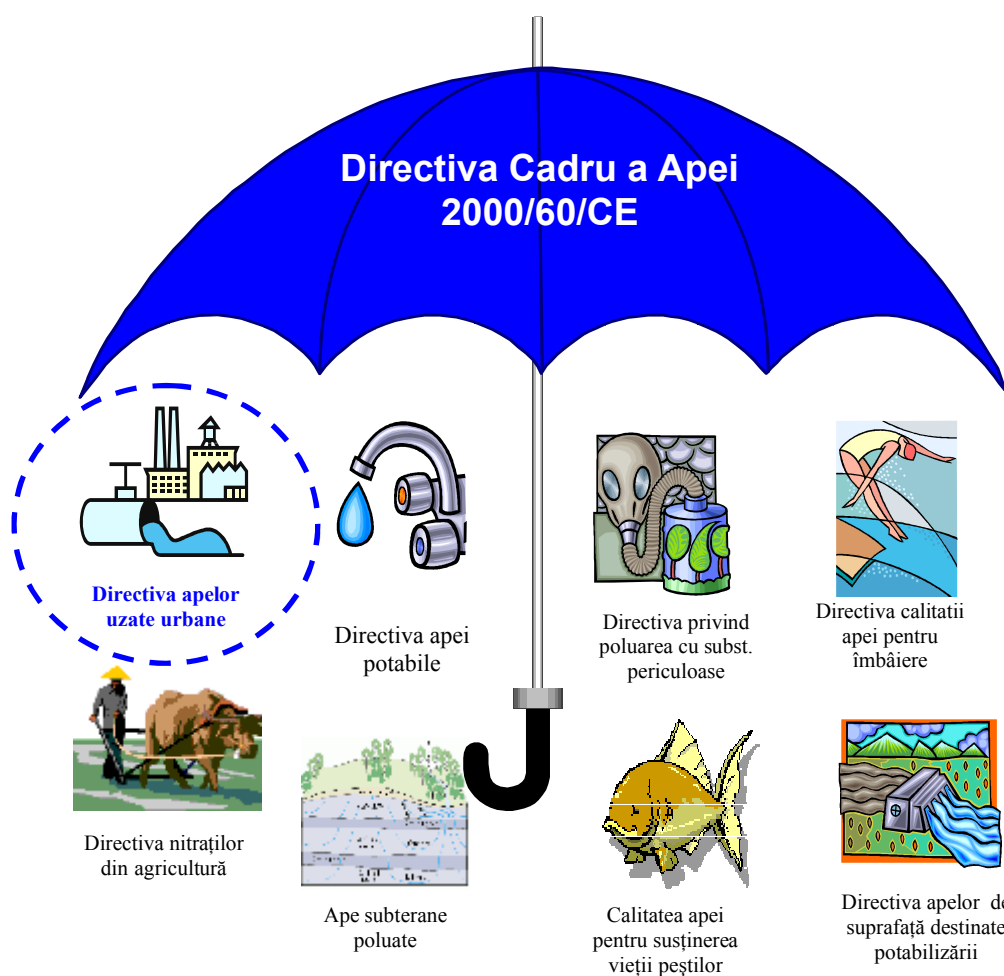 Directiva Cadru a Apei
2000/60/CE
Directiva apelor
uzate urbane
Directiva apei
potabile
Directiva privind
poluarea cu subst.
periculoase
Directiva calitatii
apei pentru
îmbâiere
Directiva nitraților
din agricultură
Ape subterane
poluate
Calitatea apei
pentru susținerea
vieții peștilor
Directiva apelor de
suprafață destinate
potabilizării